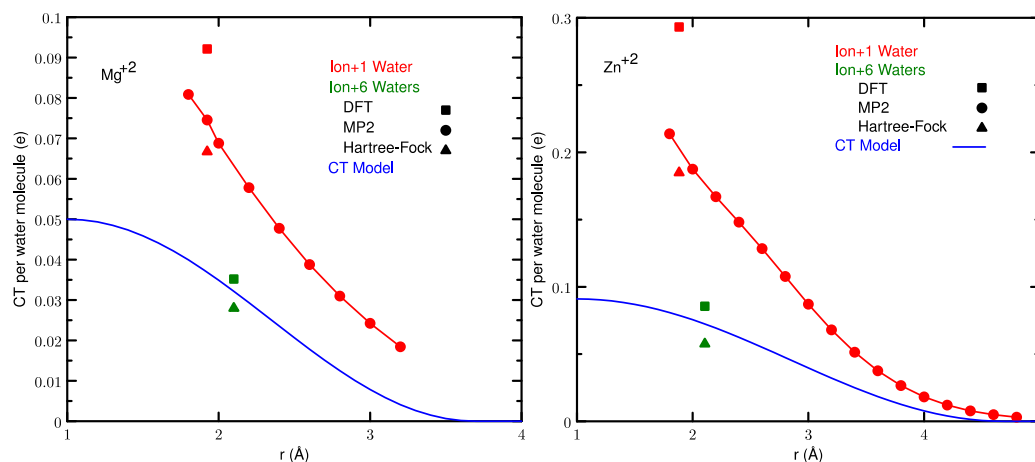 0.1
0.09
0.08
0.07
0.06
0.05
0.04
0.03
0.02
0.01
0
CT per water molecule (e)
Mg+2
Ion+1 Water
Ion+6 Waters
DFT
MP2
Hartree-Fock
CT Model
1 2 3 4
r (Å)
0.3
0.2
0.1
0
CT per water molecule (e)
Zn+2
Ion+1 Water
Ion+6 Waters
DFT
MP2
Hartree-Fock
CT Model
1 2 3 4
r (Å)